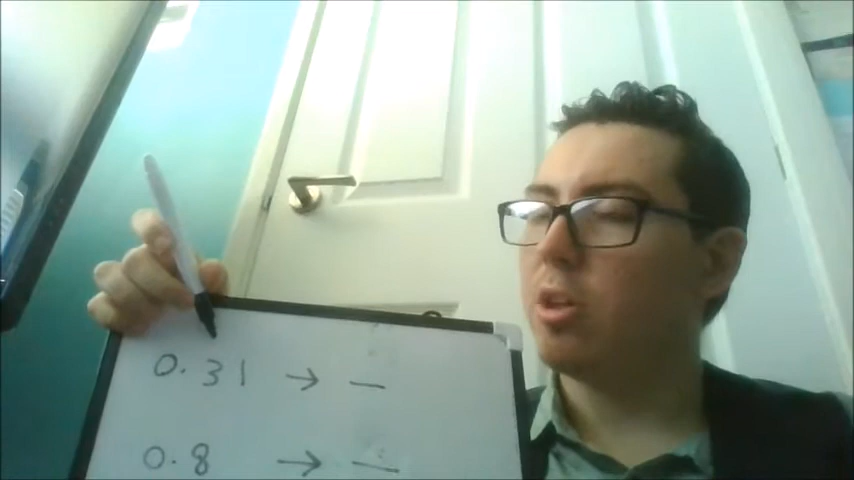 0.31 → —
0.8 → —